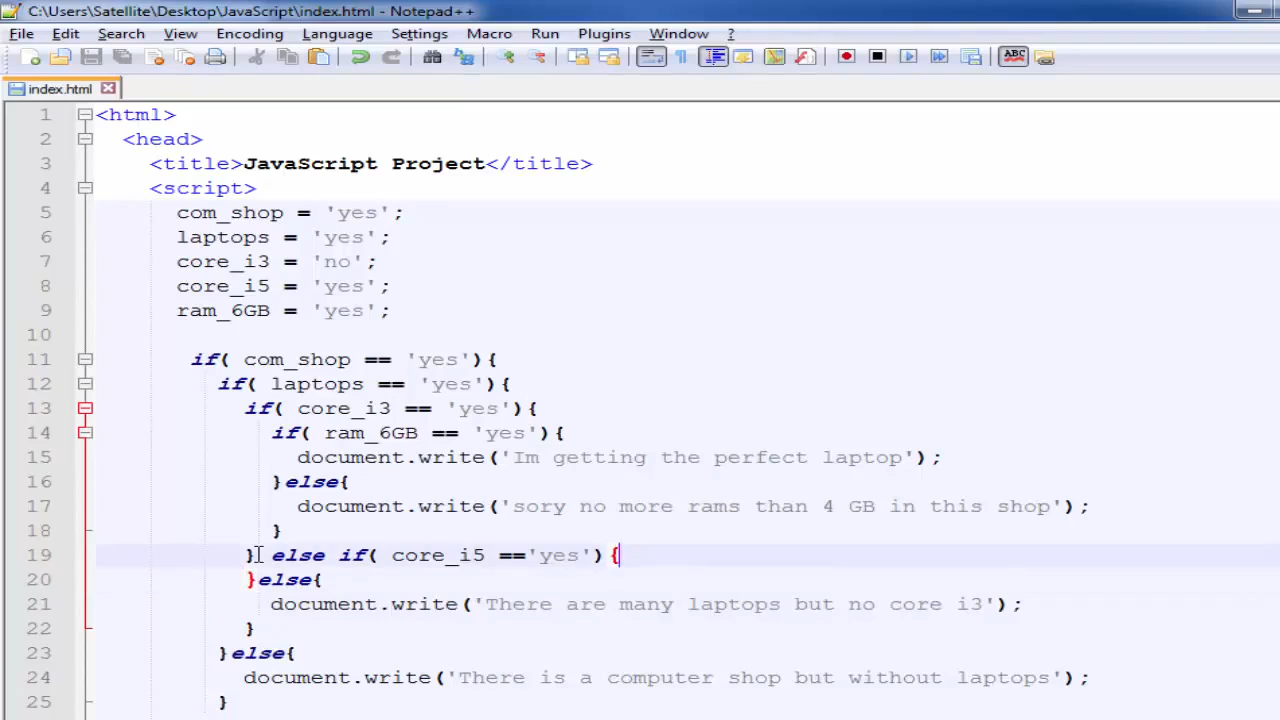 C:\Users\Satellite\Desktop\JavaScript\index.html - Notepad++
File Edit Search View Encoding Language Settings Macro Run Plugins Window ?
ABC
index.html
1 <html>
2 <head>
3 <title>JavaScript Project</title>
4 <script>
5 com_shop = 'yes';
6 laptops = 'yes';
7 core_i3 = 'no';
8 core_i5 = 'yes';
9 ram_6GB = 'yes';
10
11 if( com_shop == 'yes'){
12 if( laptops == 'yes'){
13 if( core_i3 == 'yes'){
14 if( ram_6GB == 'yes'){
15 document.write('Im getting the perfect laptop');
16 }else{
17 document.write('sory no more rams than 4 GB in this shop');
18 }
19 } else if( core_i5 =='yes'){
20 }else{
21 document.write('There are many laptops but no core i3');
22 }
23 }else{
24 document.write('There is a computer shop but without laptops');
25 }